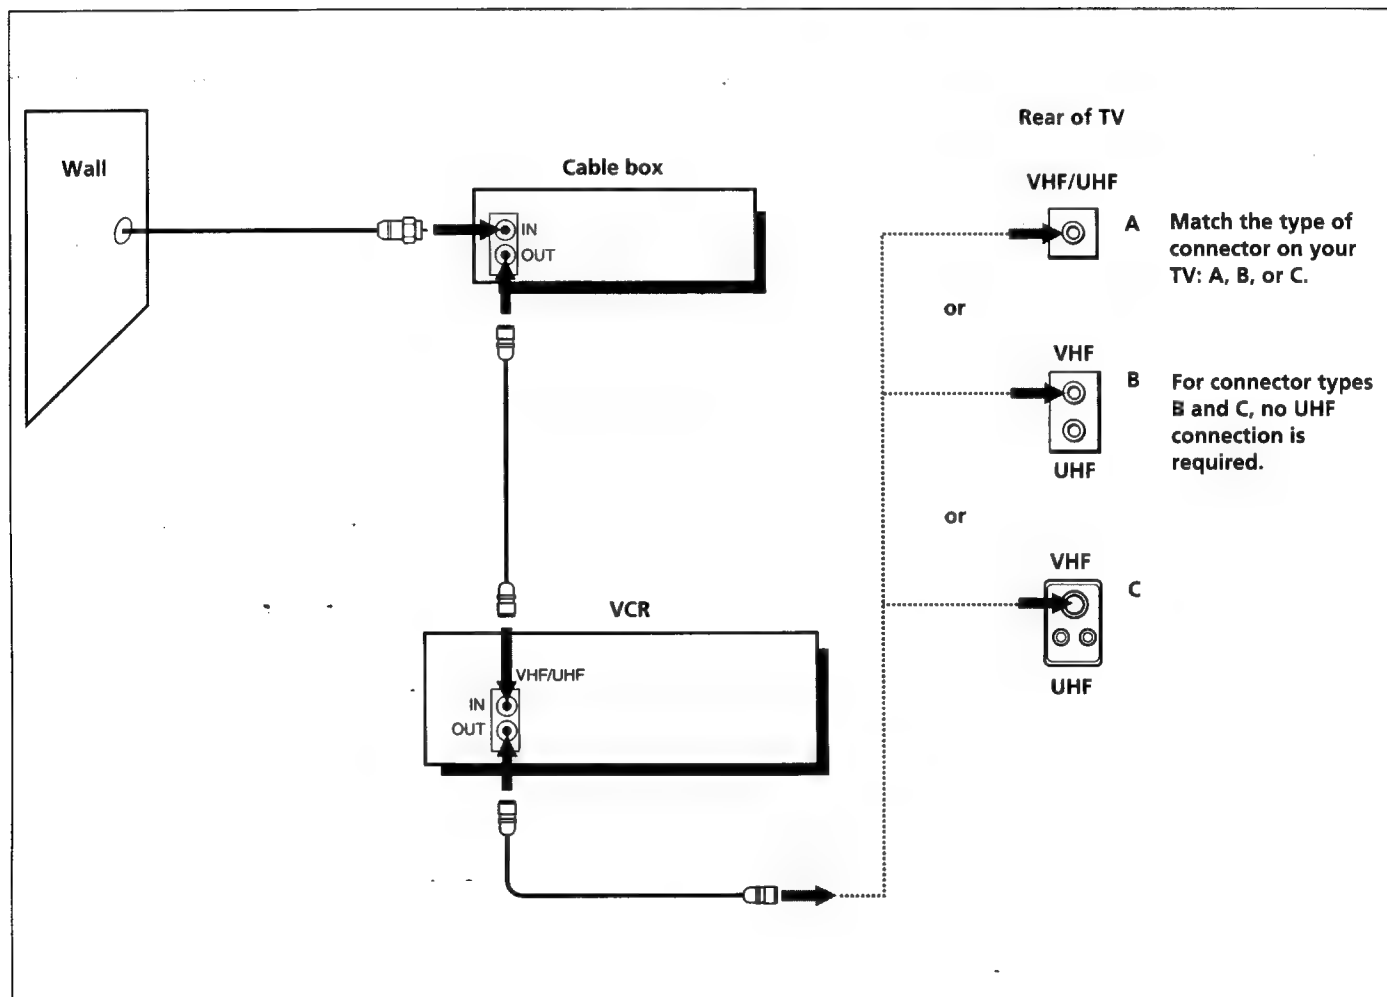 Rear of TV
Wall
Cable box
VHF/UHF
IN
OUT
A
Match the type of
connector on your
TV: A, B, or C.
or
VHF
B
For connector types
B and C, no UHF
connection is
required.
UHF
or
VHF
C
UHF
VCR
VHF/UHF
IN
OUT